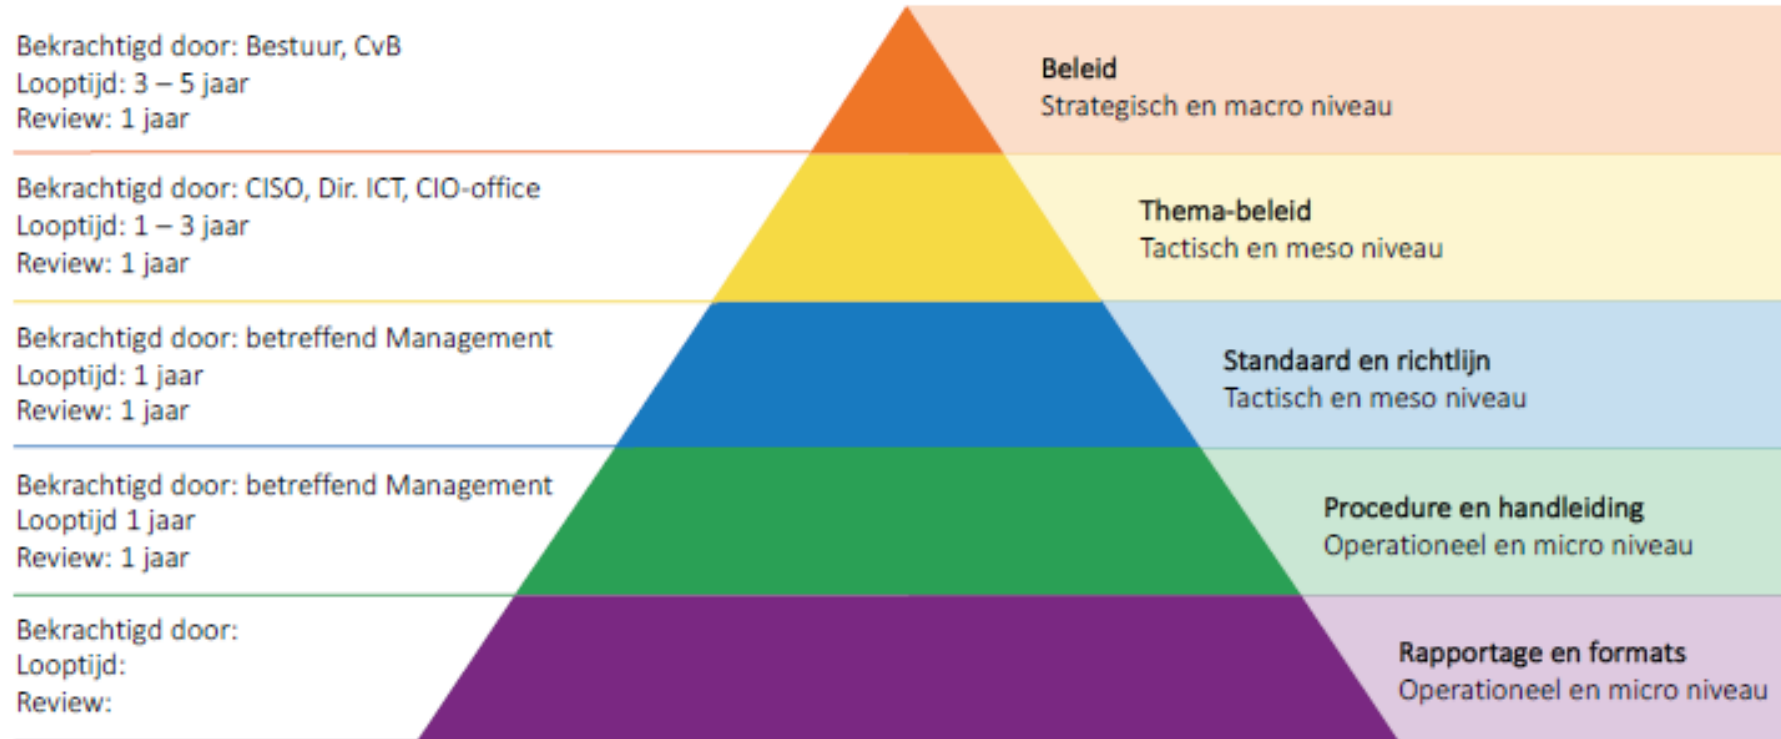 Bekrachtigd door: Bestuur, CvB
Looptijd: 3 – 5 jaar
Review: 1 jaar
Beleid
Strategisch en macro niveau
Bekrachtigd door: CISO, Dir. ICT, CIO-office
Looptijd: 1 – 3 jaar
Review: 1 jaar
Thema-beleid
Tactisch en meso niveau
Bekrachtigd door: betreffend Management
Looptijd: 1 jaar
Review: 1 jaar
Standaard en richtlijn
Tactisch en meso niveau
Bekrachtigd door: betreffend Management
Looptijd 1 jaar
Review: 1 jaar
Procedure en handleiding
Operationeel en micro niveau
Bekrachtigd door:
Looptijd:
Review:
Rapportage en formats
Operationeel en micro niveau